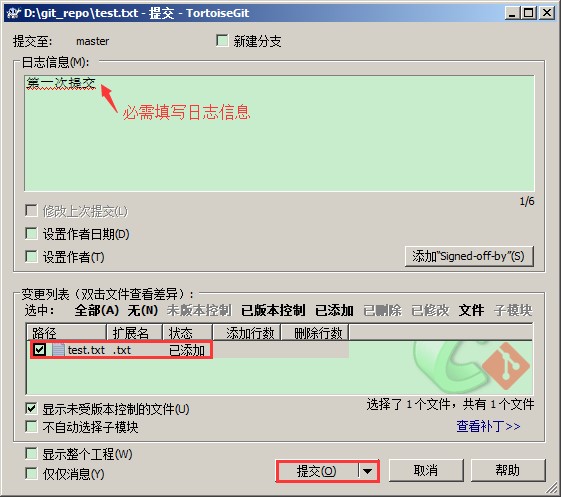 D:\git_repo\test.txt - 提交 - TortoiseGit
提交至: master 新建分支
日志信息(M):
第一次提交
必需填写日志信息
1/6
修改上次提交(L)
设置作者日期(D)
设置作者(T)
添加"Signed-off-by"(S)
变更列表（双击文件查看差异）:
选中: 全部(A) 无(N) 未版本控制 已版本控制 已添加 已删除 已修改 文件 子模块
路径 扩展名 状态 添加行数 删除行数
test.txt .txt 已添加
显示未受版本控制的文件(U)
选择了 1 个文件，共有 1 个文件
不自动选择子模块
查看补丁>>
显示整个工程(W)
仅仅消息(Y)
提交(O) 取消 帮助